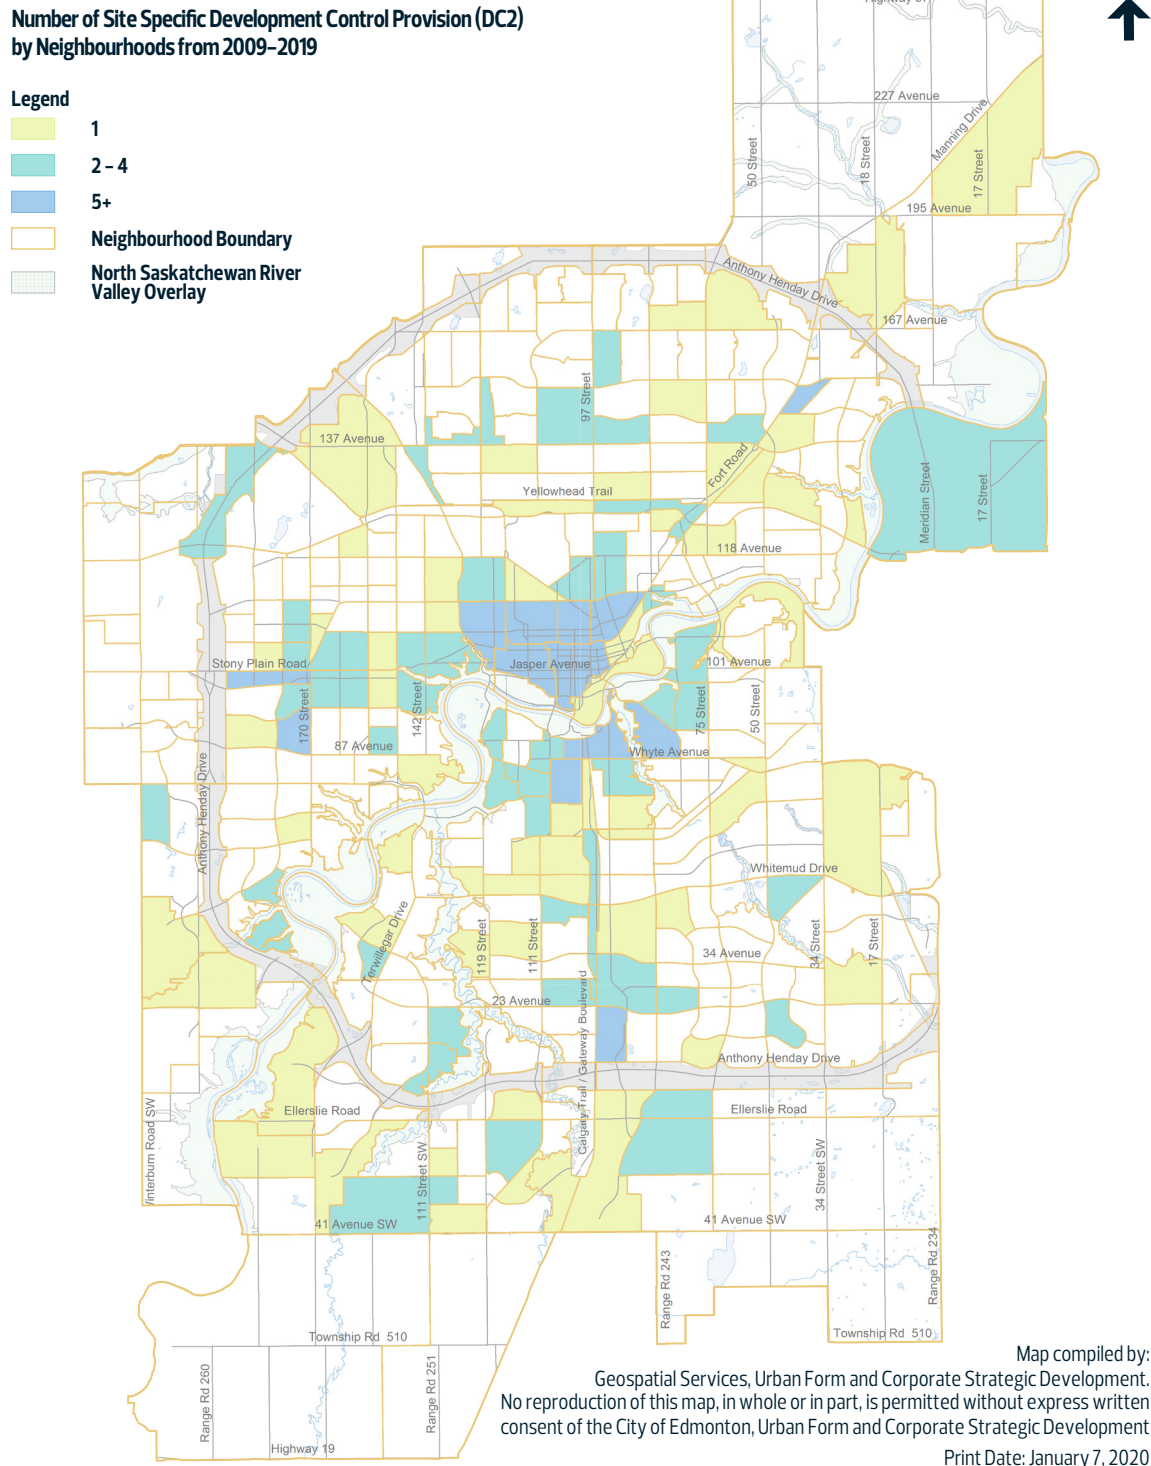 Number of Site Specific Development Control Provision (DC2)
by Neighbourhoods from 2009–2019
Legend
1
2 – 4
5+
Neighbourhood Boundary
North Saskatchewan River
Valley Overlay
227 Avenue
Manning Drive
50 Street
18 Street
17 Street
195 Avenue
Anthony Henday Drive
167 Avenue
97 Street
137 Avenue
Fort Road
Yellowhead Trail
Meridian Street
17 Street
118 Avenue
Stony Plain Road
Jasper Avenue
101 Avenue
170 Street
142 Street
75 Street
50 Street
87 Avenue
Whyte Avenue
Anthony Henday Drive
Whitemud Drive
Terwillegar Drive
119 Street
111 Street
34 Avenue
34 Street
17 Street
23 Avenue
Calgary Trail / Gateway Boulevard
Anthony Henday Drive
Ellerslie Road
Ellerslie Road
Winterburn Road SW
111 Street SW
34 Street SW
41 Avenue SW
41 Avenue SW
Range Rd 243
Range Rd 234
Township Rd 510
Township Rd 510
Range Rd 260
Range Rd 251
Highway 19
Map compiled by:
Geospatial Services, Urban Form and Corporate Strategic Development.
No reproduction of this map, in whole or in part, is permitted without express written
consent of the City of Edmonton, Urban Form and Corporate Strategic Development
Print Date: January 7, 2020